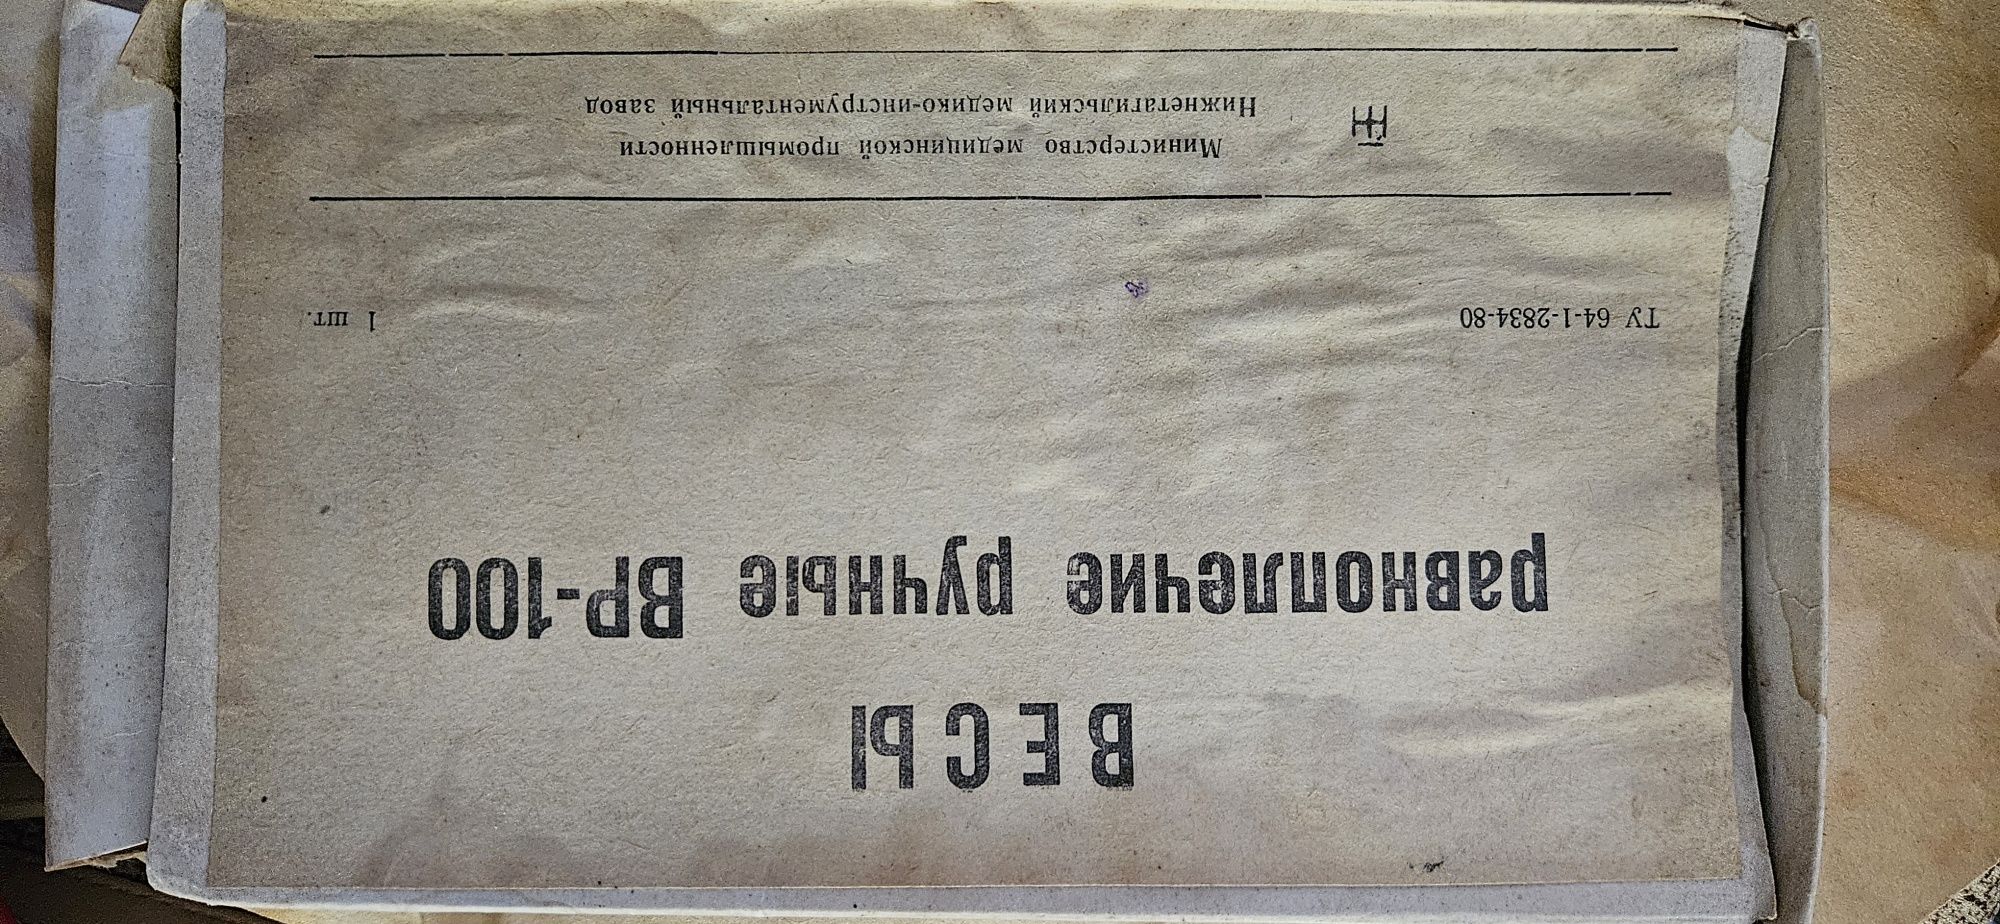 ВЕСЫ
равноплечие ручные ВР-100
ТУ 64-1-2834-80
1 шт.
Министерство медицинской промышленности
Нижнетагильский медико-инструментальный завод